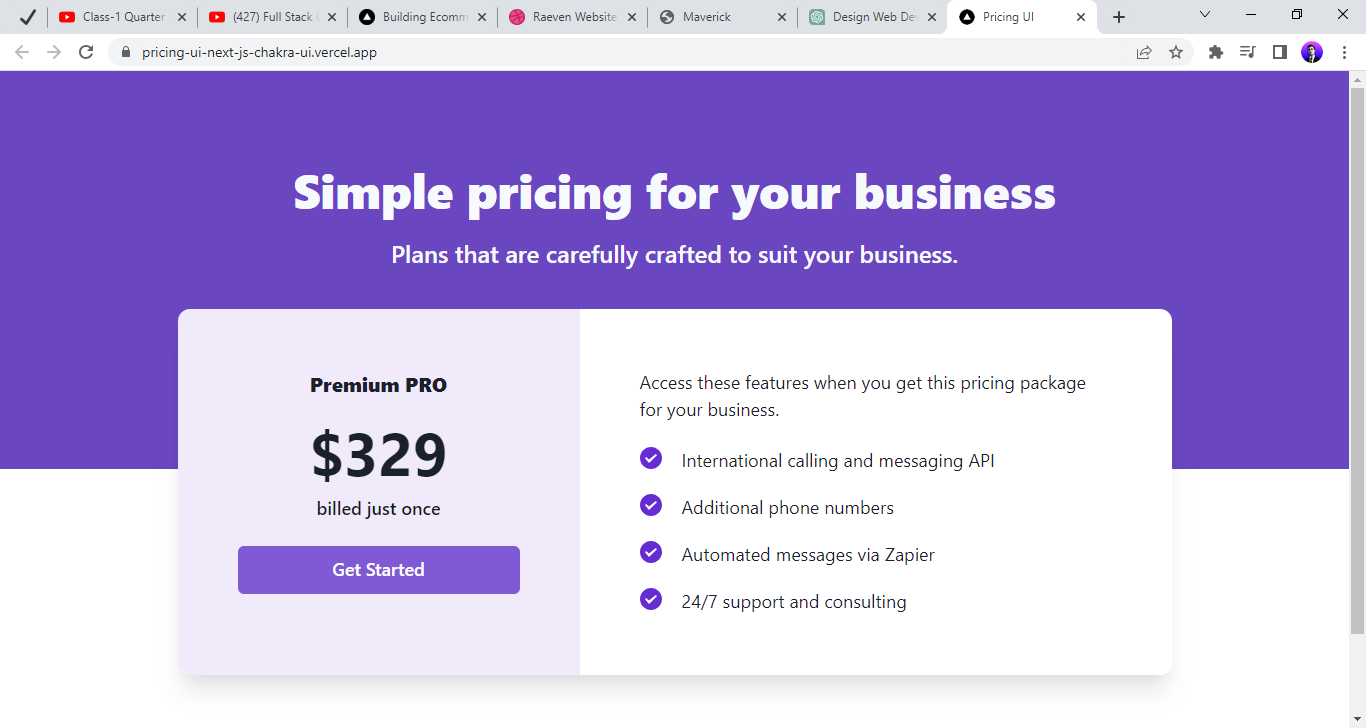 Class-1 Quarter
(427) Full Stack
Building Ecomm
Raeven Website
Maverick
Design Web Dev
Pricing UI
pricing-ui-next-js-chakra-ui.vercel.app
Simple pricing for your business
Plans that are carefully crafted to suit your business.
Premium PRO
$329
billed just once
Get Started
Access these features when you get this pricing package
for your business.
International calling and messaging API
Additional phone numbers
Automated messages via Zapier
24/7 support and consulting